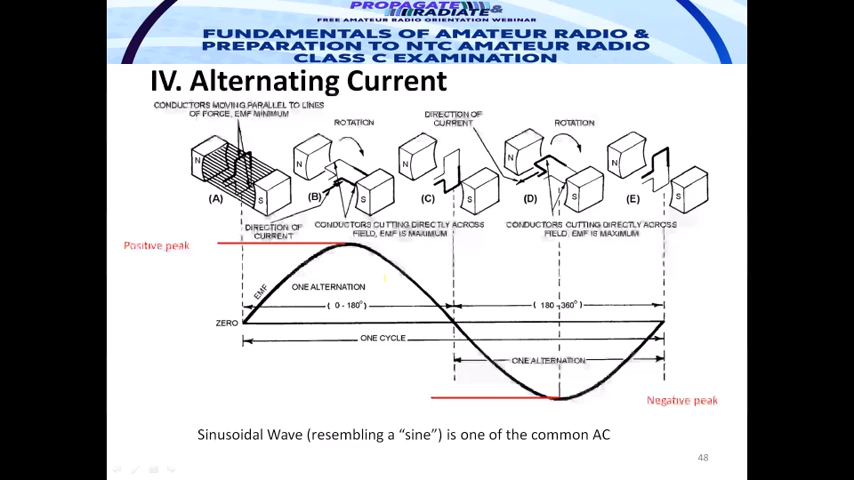 PROPAGATE &
RADIATE
FREE AMATEUR RADIO ORIENTATION WEBINAR
FUNDAMENTALS OF AMATEUR RADIO &
PREPARATION TO NTC AMATEUR RADIO
CLASS C EXAMINATION
IV. Alternating Current
CONDUCTORS MOVING PARALLEL TO LINES
OF FORCE, EMF MINIMUM
ROTATION
DIRECTION OF
CURRENT
ROTATION
N
S
(A)
N
S
(B)
N
S
(C)
N
S
(D)
N
S
(E)
DIRECTION OF
CURRENT
CONDUCTORS CUTTING DIRECTLY ACROSS
FIELD, EMF IS MAXIMUM
CONDUCTORS CUTTING DIRECTLY ACROSS
FIELD, EMF IS MAXIMUM
Positive peak
EMF
ONE ALTERNATION
( 0 - 180° )
( 180 - 360° )
ZERO
ONE CYCLE
ONE ALTERNATION
Negative peak
Sinusoidal Wave (resembling a “sine”) is one of the common AC
48